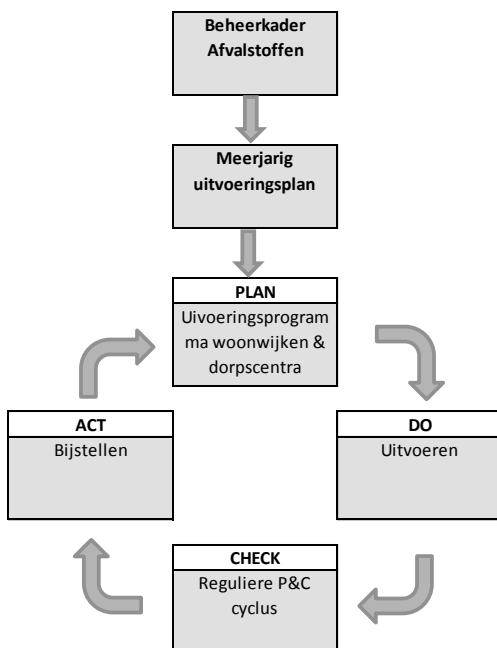 Beheerkader
Afvalstoffen
Meerjarig
uitvoeringsplan
PLAN
Uivoeringsprogram
ma woonwijken &
dorpscentra
ACT
Bijstellen
DO
Uitvoeren
CHECK
Reguliere P&C
cyclus